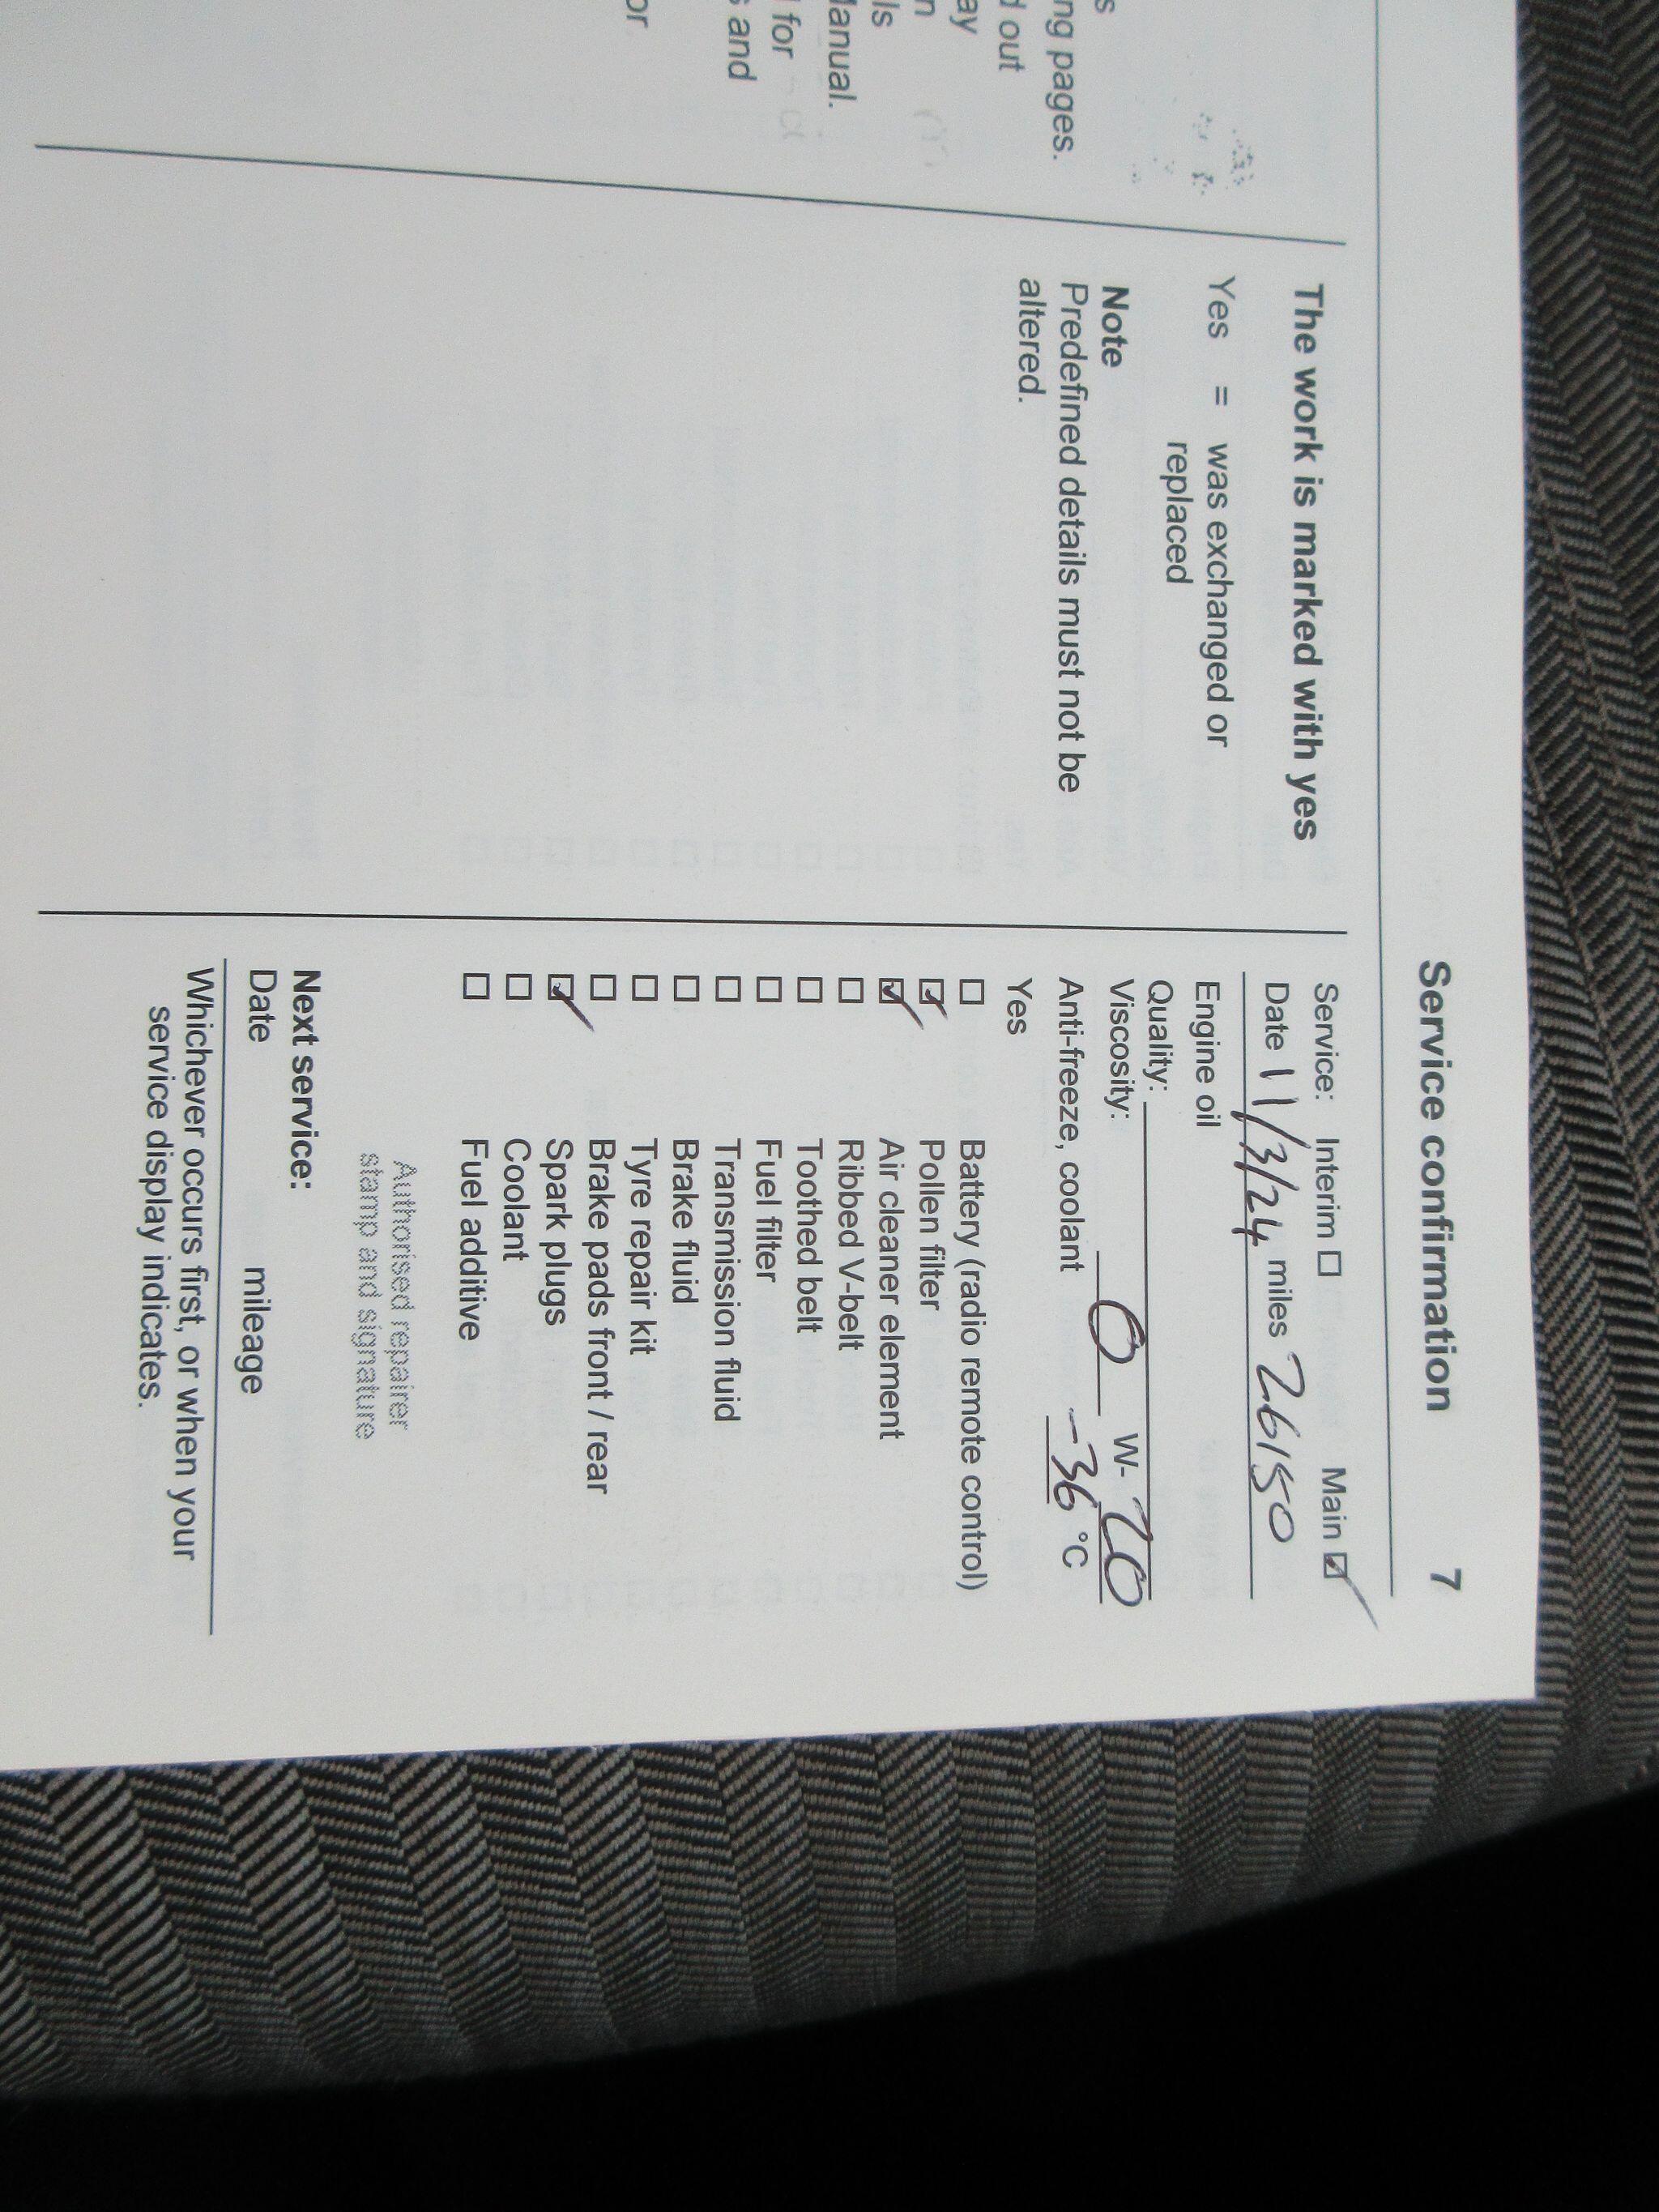 s
ng pages.
d out
ay
n
ls
Manual.
for
s and
or
The work is marked with yes
Yes = was exchanged or
replaced
Note
Predefined details must not be
altered.
Service confirmation 7
Service: Interim ☐ Main ☑
Date 11/3/24 miles 26150
Engine oil
Quality:
Viscosity: 0 W- 20
Anti-freeze, coolant -36 °C
Yes
☐ Battery (radio remote control)
☑ Pollen filter
☑ Air cleaner element
☐ Ribbed V-belt
☐ Toothed belt
☐ Fuel filter
☐ Transmission fluid
☐ Brake fluid
☐ Tyre repair kit
☐ Brake pads front / rear
☑ Spark plugs
☐ Coolant
☐ Fuel additive
Authorised repairer
stamp and signature
Next service:
Date mileage
Whichever occurs first, or when your
service display indicates.